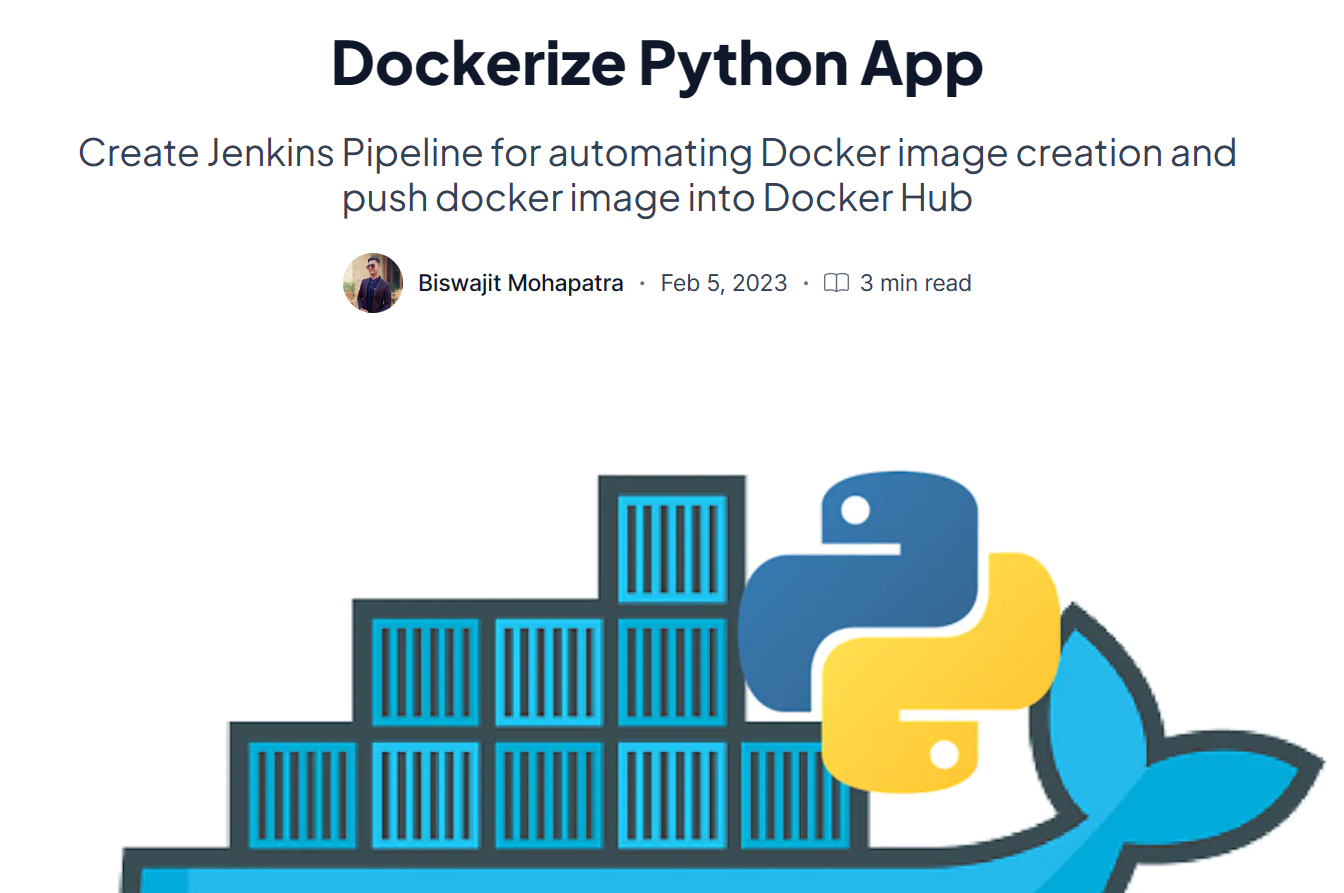 Dockerize Python App
Create Jenkins Pipeline for automating Docker image creation and
push docker image into Docker Hub
Biswajit Mohapatra · Feb 5, 2023 · 3 min read